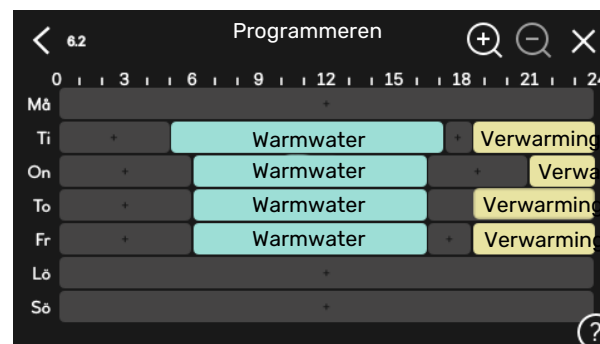 6.2 Programmeren
0 3 6 9 12 15 18 21 24
Må
Ti Warmwater Verwarming
On Warmwater Verwa
To Warmwater Verwarming
Fr Warmwater Verwarming
Lö
Sö
?